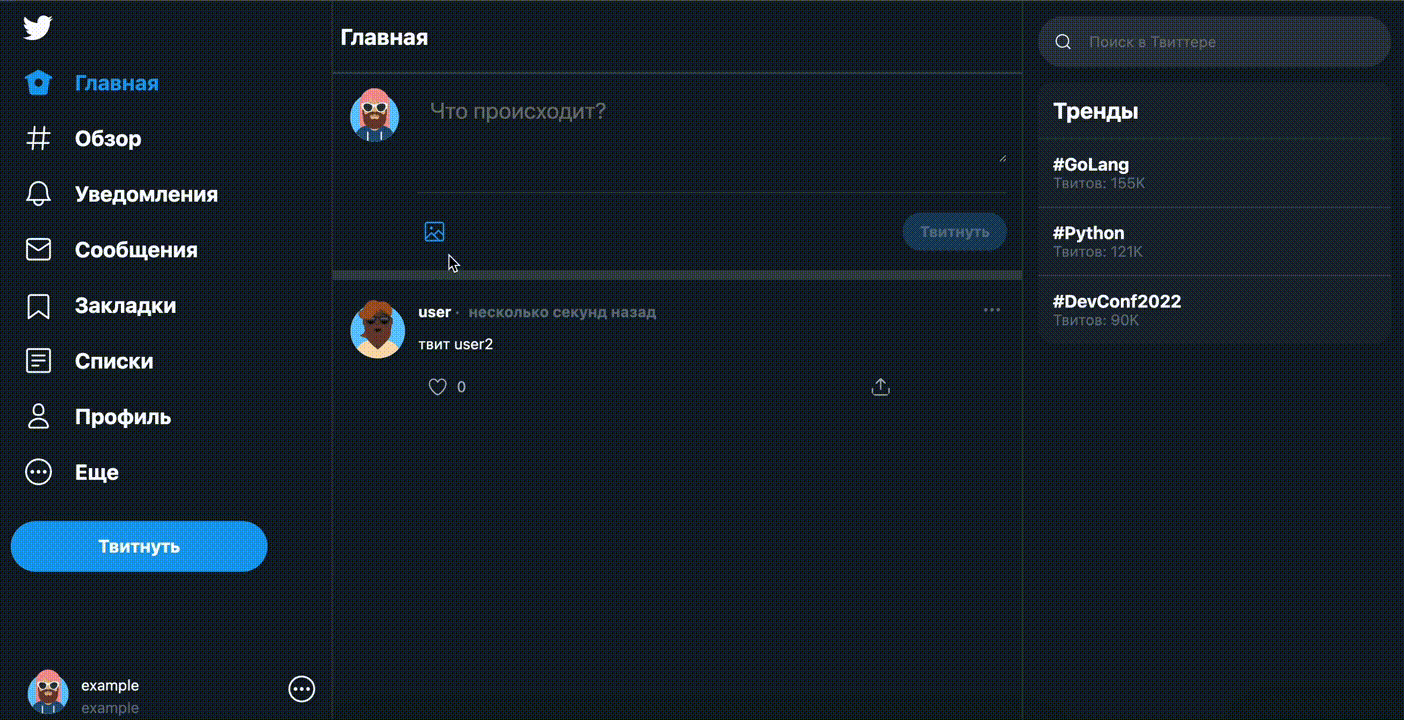 Главная
Обзор
Уведомления
Сообщения
Закладки
Списки
Профиль
Еще
Твитнуть
example
example
Главная
Что происходит?
Твитнуть
user · несколько секунд назад
твит user2
0
Поиск в Твиттере
Тренды
#GoLang
Твитов: 155K
#Python
Твитов: 121K
#DevConf2022
Твитов: 90K